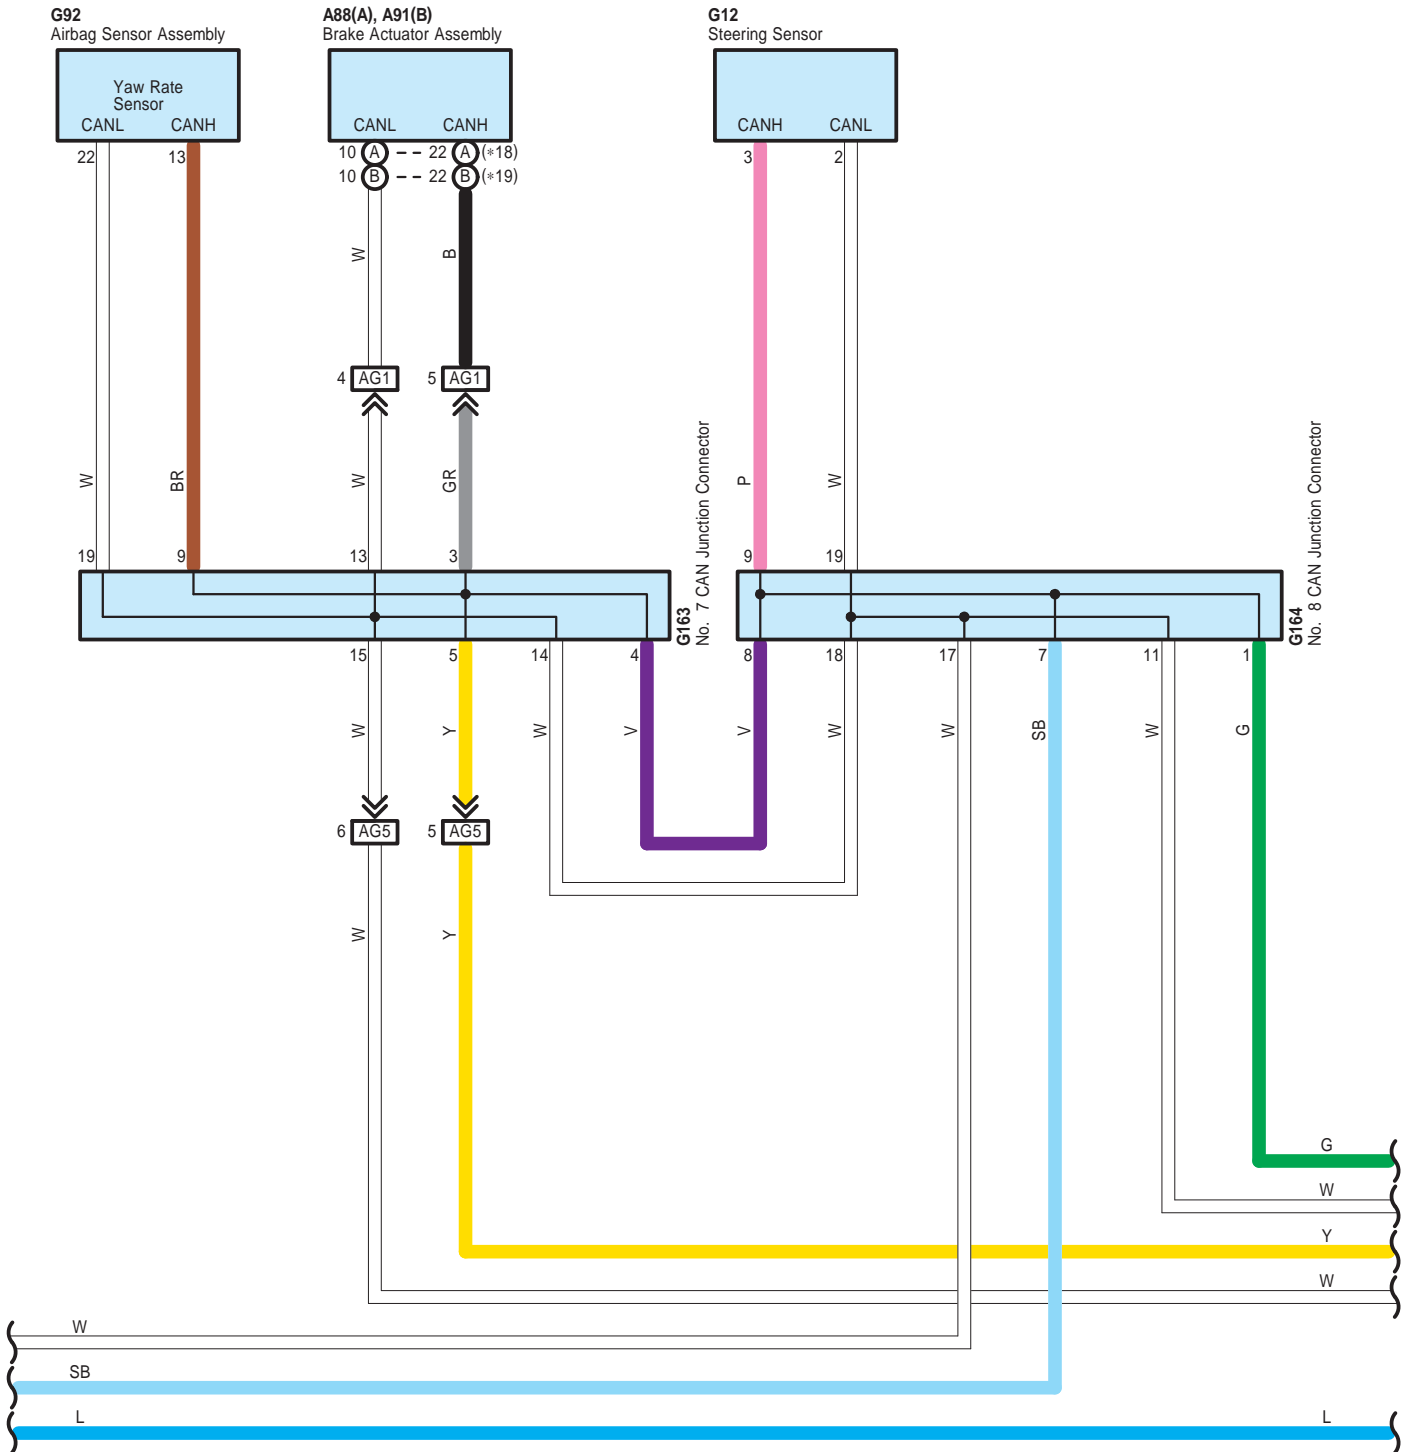 G92
Airbag Sensor Assembly
A88(A), A91(B)
Brake Actuator Assembly
G12
Steering Sensor
Yaw Rate
Sensor
CANL CANH
CANL CANH
CANH CANL
22 13
10 A 22 A (*18)
10 B 22 B (*19)
3 2
W B
4 AG1 5 AG1
W BR W GR P W
19 9 13 3 9 19
G163
No. 7 CAN Junction Connector
G164
No. 8 CAN Junction Connector
15 5 14 4 8 18 17 7 11 1
W Y W V V W W SB W G
6 AG5 5 AG5
W Y
G
W
Y
W
W
SB
L L